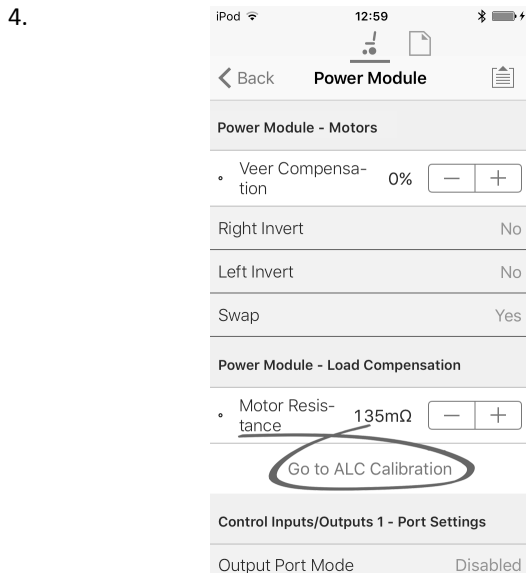 4.
iPod 12:59
Back Power Module
Power Module - Motors
Veer Compensa-
tion 0% — +
Right Invert No
Left Invert No
Swap Yes
Power Module - Load Compensation
Motor Resis-
tance 135mΩ — +
Go to ALC Calibration
Control Inputs/Outputs 1 - Port Settings
Output Port Mode Disabled